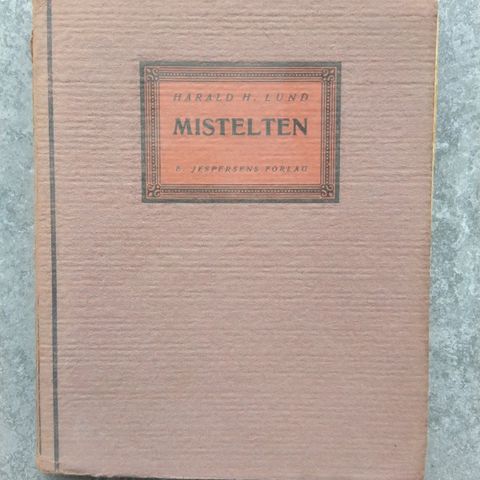 HARALD H. LUND
MISTELTEN
E. JESPERSENS FORLAG